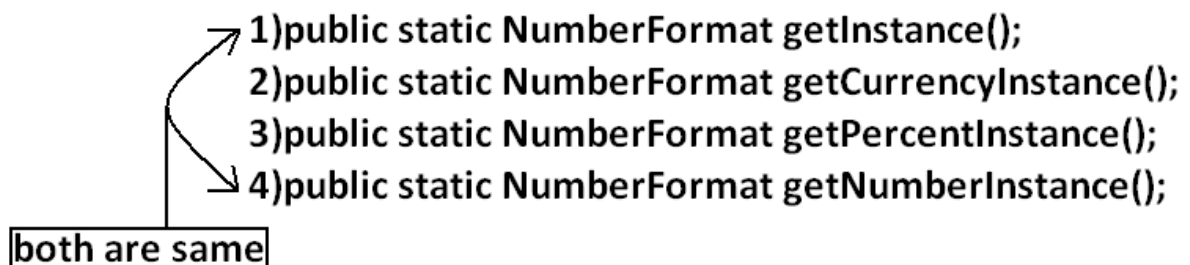 1)public static NumberFormat getInstance();
2)public static NumberFormat getCurrencyInstance();
3)public static NumberFormat getPercentInstance();
4)public static NumberFormat getNumberInstance();
both are same